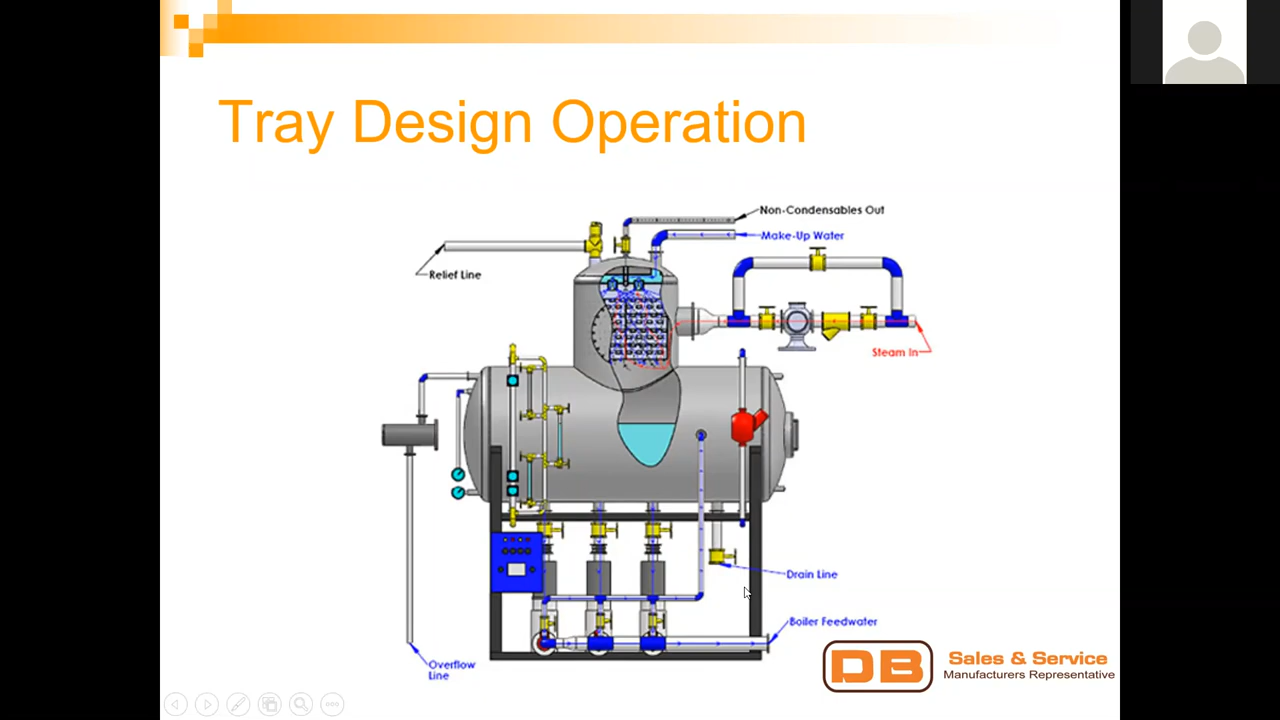 Tray Design Operation
Non-Condensables Out
Make-Up Water
Relief Line
Steam In
Drain Line
Boiler Feedwater
Overflow
Line
DB
Sales & Service
Manufacturers Representative